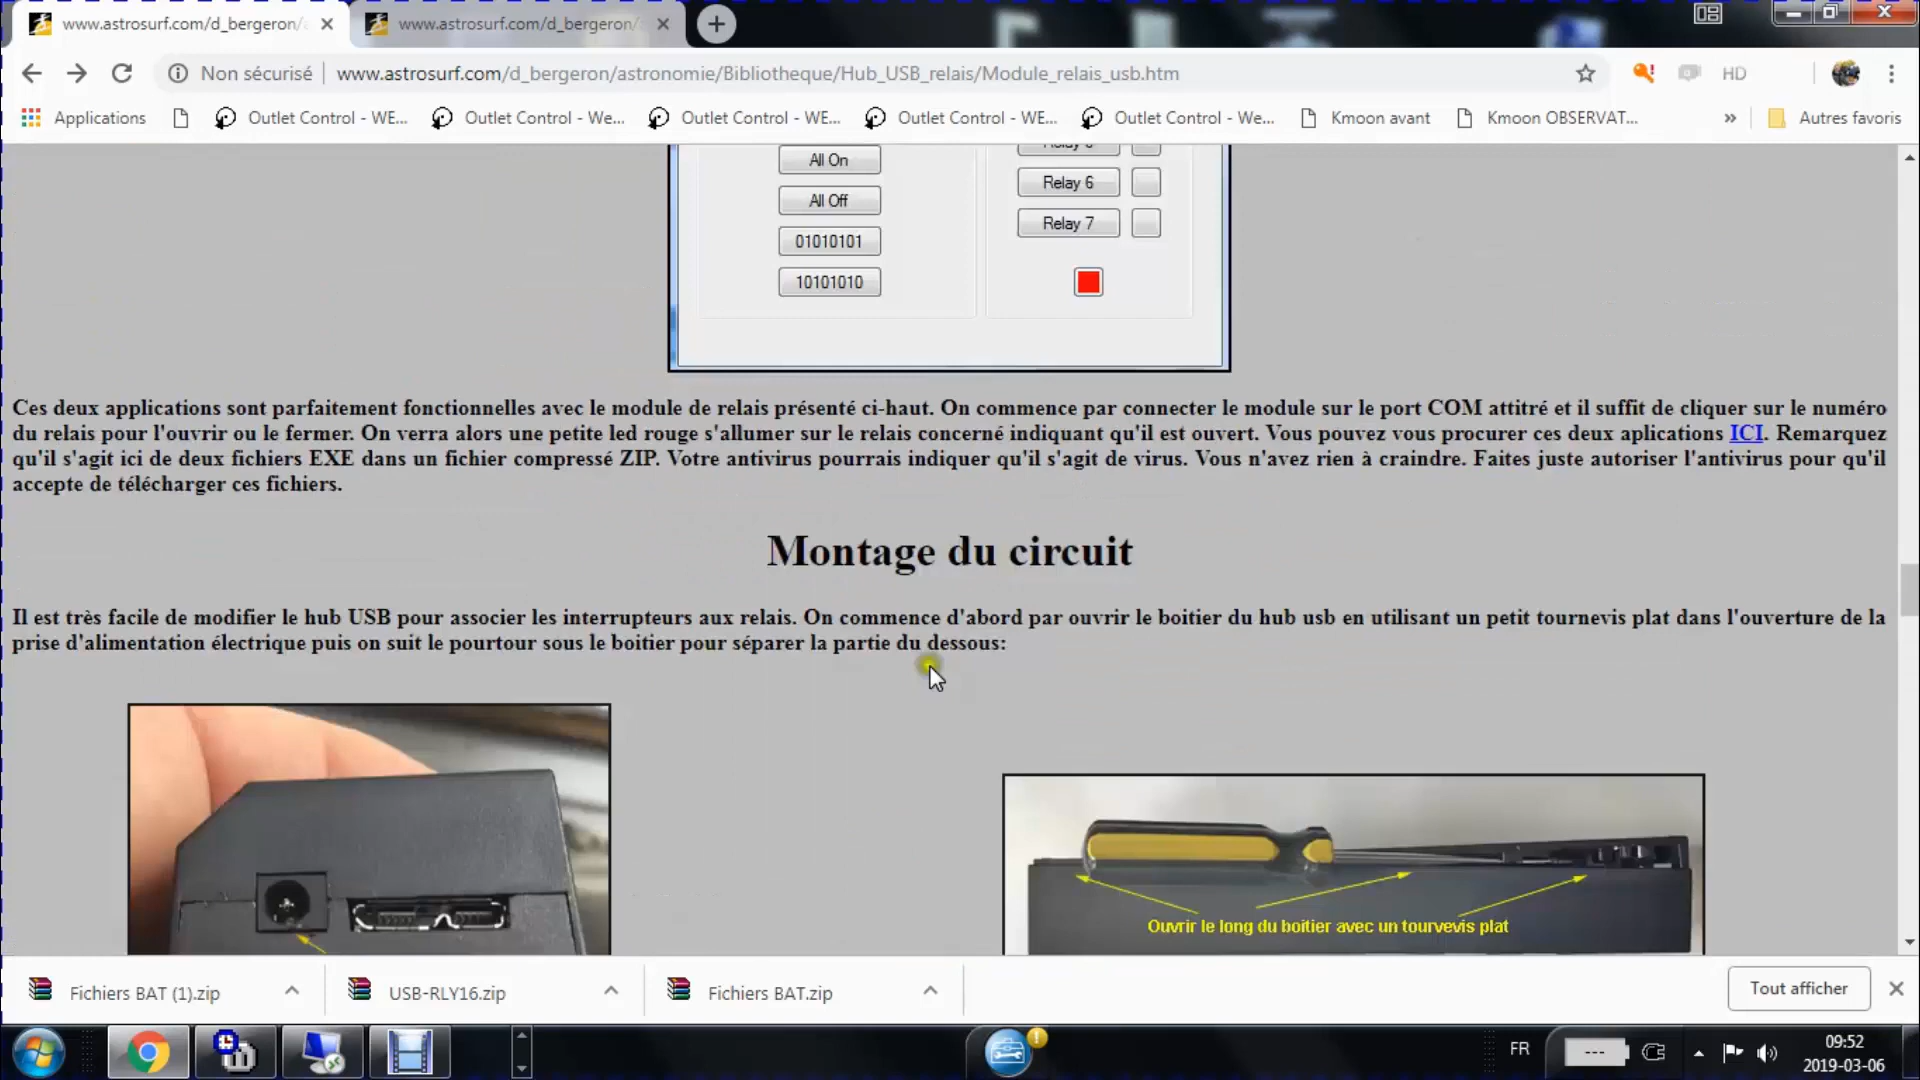 www.astrosurf.com/d_bergeron/
www.astrosurf.com/d_bergeron/
Non sécurisé
www.astrosurf.com/d_bergeron/astronomie/Bibliotheque/Hub_USB_relais/Module_relais_usb.htm
HD
Applications
Outlet Control - WE...
Outlet Control - We...
Outlet Control - WE...
Outlet Control - WE...
Outlet Control - We...
Kmoon avant
Kmoon OBSERVAT...
»
Autres favoris
All On
All Off
Relay 6
Relay 7
01010101
10101010
Ces deux applications sont parfaitement fonctionnelles avec le module de relais présenté ci-haut. On commence par connecter le module sur le port COM attitré et il suffit de cliquer sur le numéro
du relais pour l'ouvrir ou le fermer. On verra alors une petite led rouge s'allumer sur le relais concerné indiquant qu'il est ouvert. Vous pouvez vous procurer ces deux aplications ICI. Remarquez
qu'il s'agit ici de deux fichiers EXE dans un fichier compressé ZIP. Votre antivirus pourrais indiquer qu'il s'agit de virus. Vous n'avez rien à craindre. Faites juste autoriser l'antivirus pour qu'il
accepte de télécharger ces fichiers.
Montage du circuit
Il est très facile de modifier le hub USB pour associer les interrupteurs aux relais. On commence d'abord par ouvrir le boitier du hub usb en utilisant un petit tournevis plat dans l'ouverture de la
prise d'alimentation électrique puis on suit le pourtour sous le boitier pour séparer la partie du dessous:
Ouvrir le long du boîtier avec un tourvevis plat
Fichiers BAT (1).zip
USB-RLY16.zip
Fichiers BAT.zip
Tout afficher
FR
---
09:52
2019-03-06